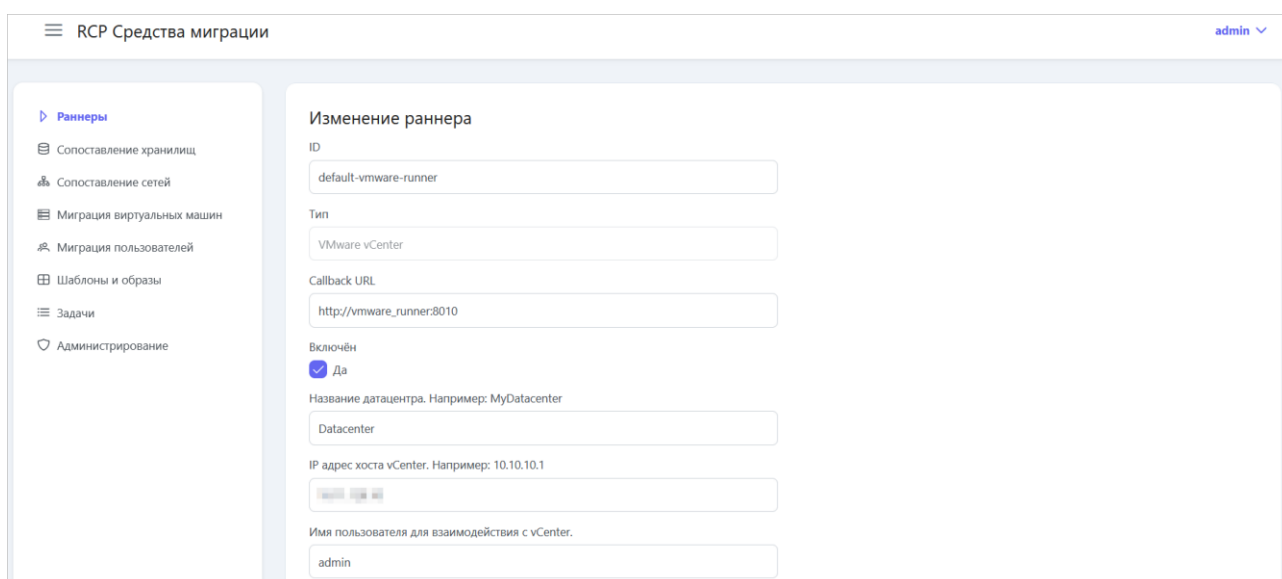 RCP Средства миграции
admin
Раннеры
Сопоставление хранилищ
Сопоставление сетей
Миграция виртуальных машин
Миграция пользователей
Шаблоны и образы
Задачи
Администрирование
Изменение раннера
ID
default-vmware-runner
Тип
VMware vCenter
Callback URL
http://vmware_runner:8010
Включён
Да
Название датацентра. Например: MyDatacenter
Datacenter
IP адрес хоста vCenter. Например: 10.10.10.1
Имя пользователя для взаимодействия с vCenter.
admin